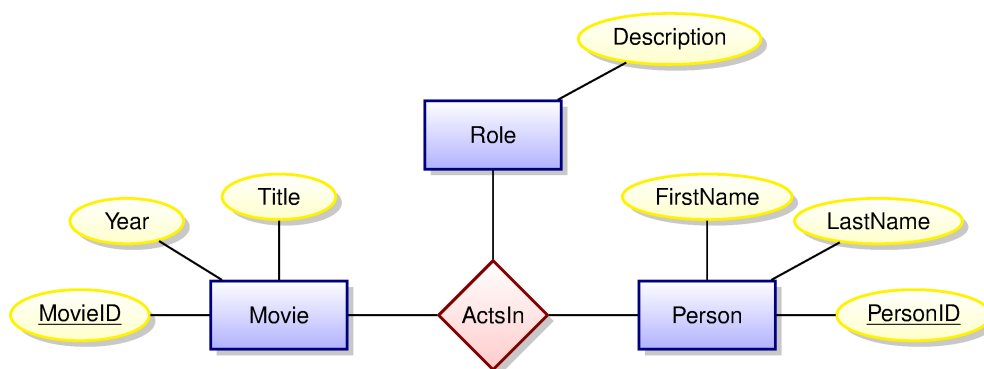 Description
Role
Title
FirstName
Year
LastName
MovieID
Movie
ActsIn
Person
PersonID